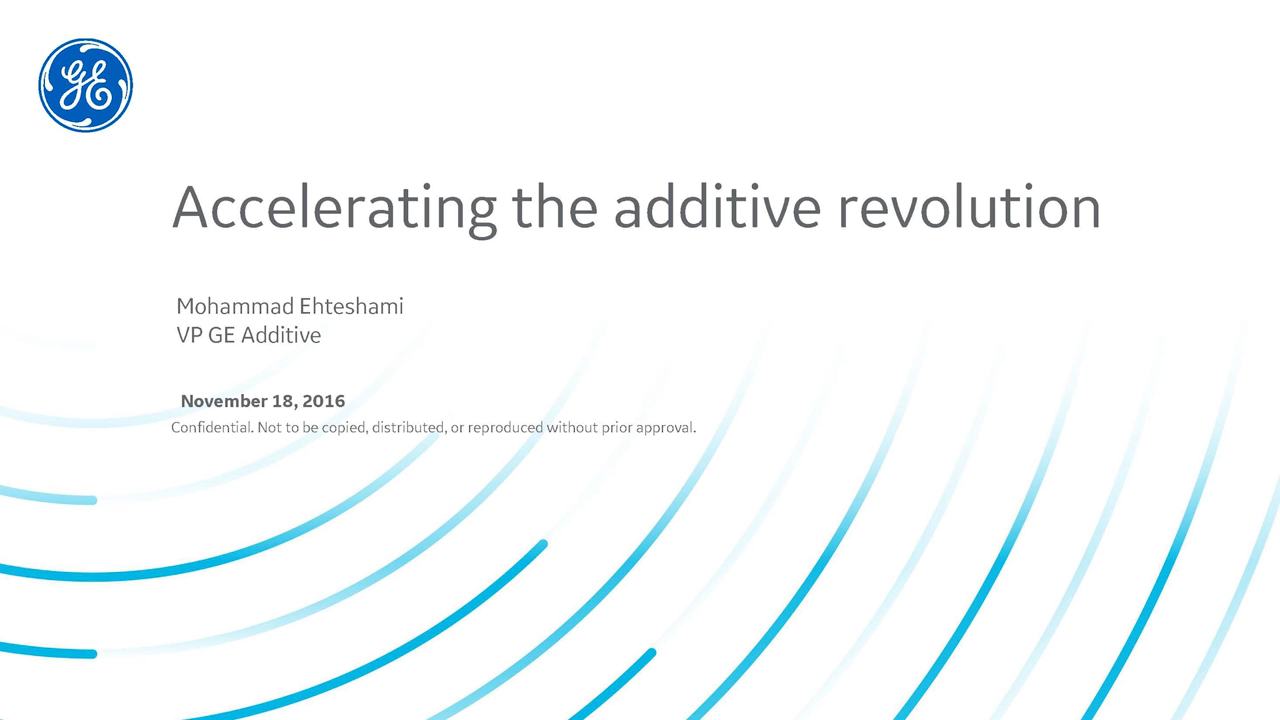 GE
Accelerating the additive revolution
Mohammad Ehteshami
VP GE Additive
November 18, 2016
Confidential. Not to be copied, distributed, or reproduced without prior approval.